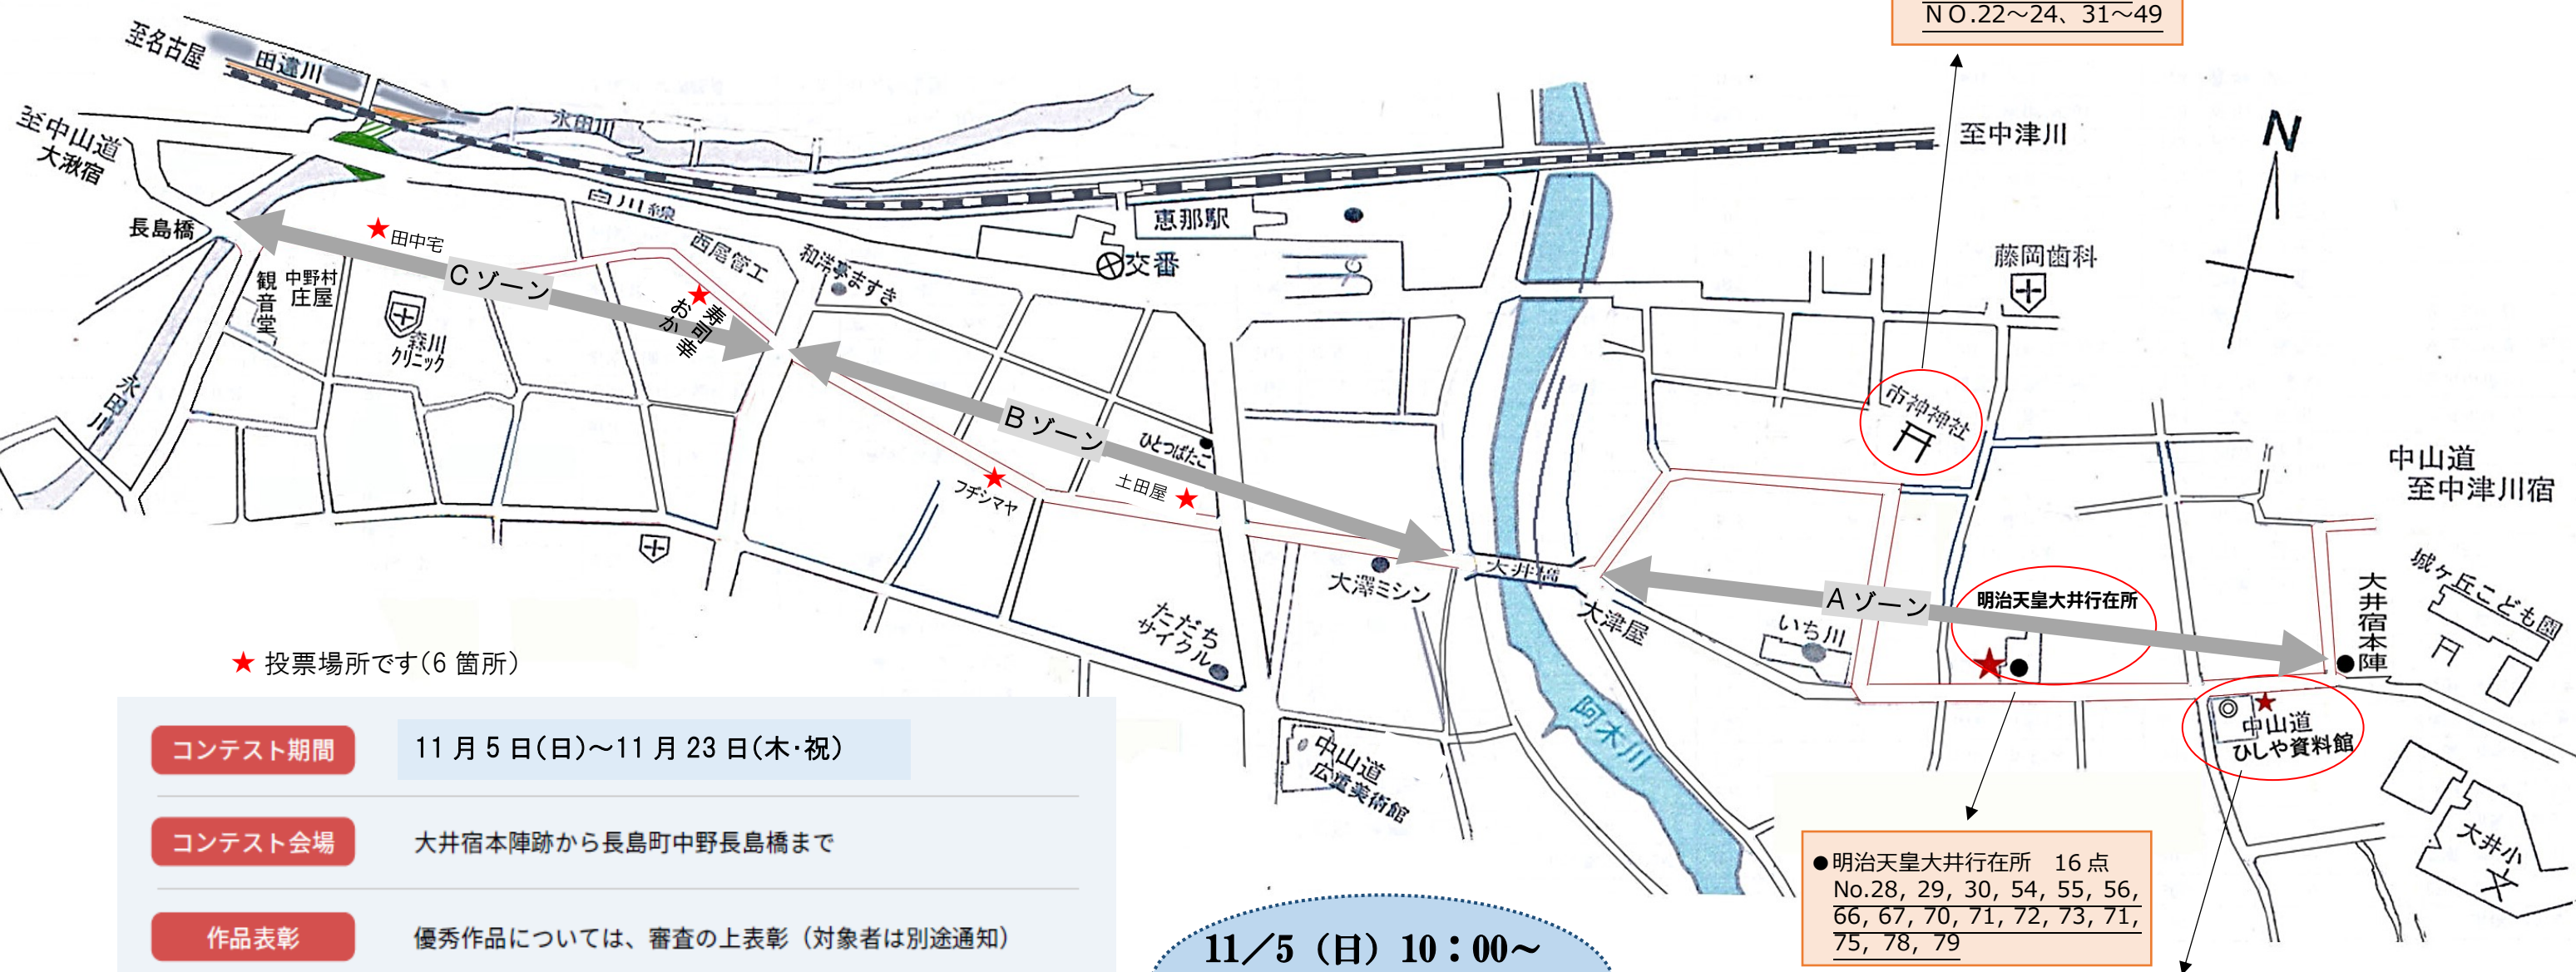 ＮＯ.22～24、31～49
至名古屋
田違川
永田川
至中山道
大湫宿
至中津川
N
長島橋
田中宅
白川線
西尾管工
和洋亭ますき
恵那駅
交番
藤岡歯科
観音堂
中野村
庄屋
Ｃゾーン
森川
クリニック
寿司幸
おか
永田川
Ｂゾーン
ひとつばたご
市神神社
中山道
至中津川宿
フヂシマヤ
土田屋
大澤ミシン
大井橋
大津屋
Ａゾーン
明治天皇大井行在所
いち川
大井宿本陣
城ヶ丘こども園
ただち
サイクル
中山道
ひしや資料館
中山道
広重美術館
阿木川
大井小
文
★ 投票場所です（6 箇所）
コンテスト期間
11 月 5 日（日）～11 月 23 日（木・祝）
コンテスト会場
大井宿本陣跡から長島町中野長島橋まで
作品表彰
優秀作品については、審査の上表彰（対象者は別途通知）
11／5（日）10：00～
●明治天皇大井行在所　16 点
No.28, 29, 30, 54, 55, 56,
66, 67, 70, 71, 72, 73, 71,
75, 78, 79